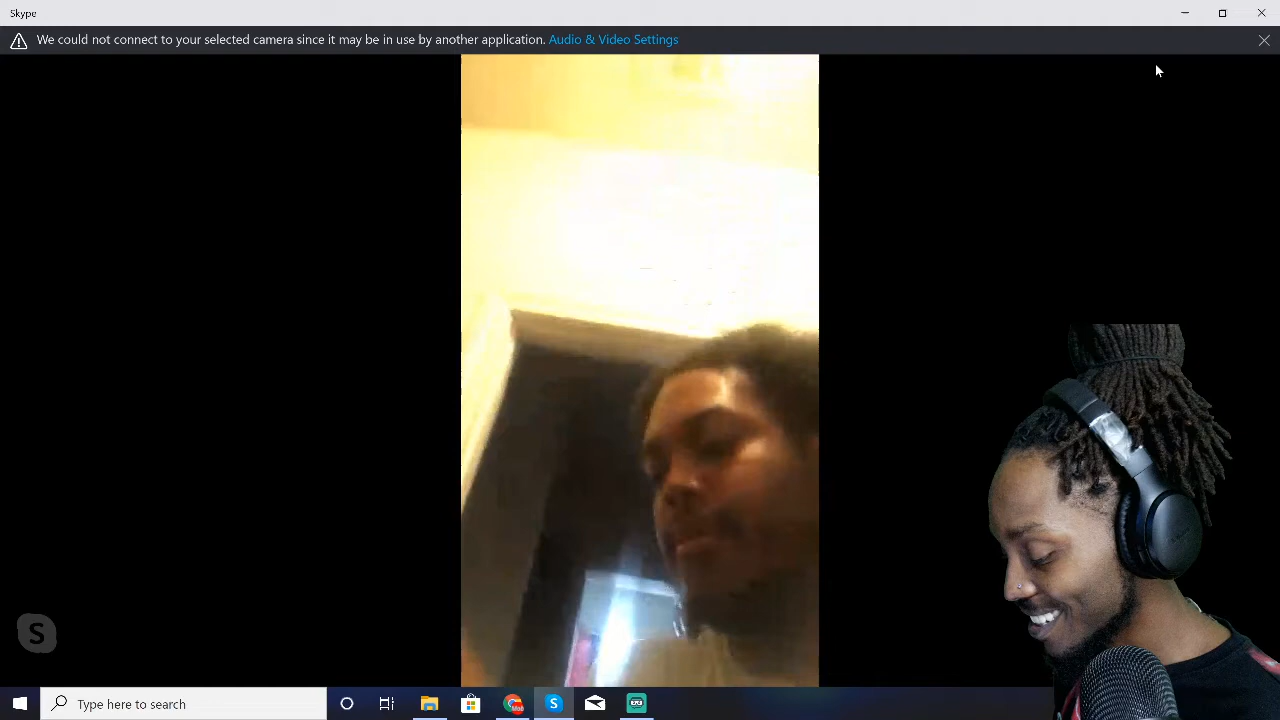 Skype
We could not connect to your selected camera since it may be in use by another application. Audio & Video Settings
S
Type here to search
S